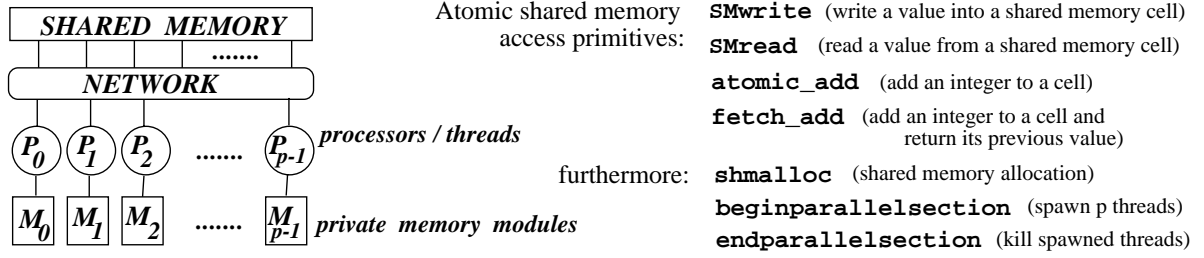 SHARED MEMORY
.......
NETWORK
P0 P1 P2 ....... Pp-1 processors / threads
M0 M1 M2 ....... Mp-1 private memory modules
Atomic shared memory
access primitives:
SMwrite (write a value into a shared memory cell)
SMread (read a value from a shared memory cell)
atomic_add (add an integer to a cell)
fetch_add (add an integer to a cell and
return its previous value)
furthermore: shmalloc (shared memory allocation)
beginparallelsection (spawn p threads)
endparallelsection (kill spawned threads)